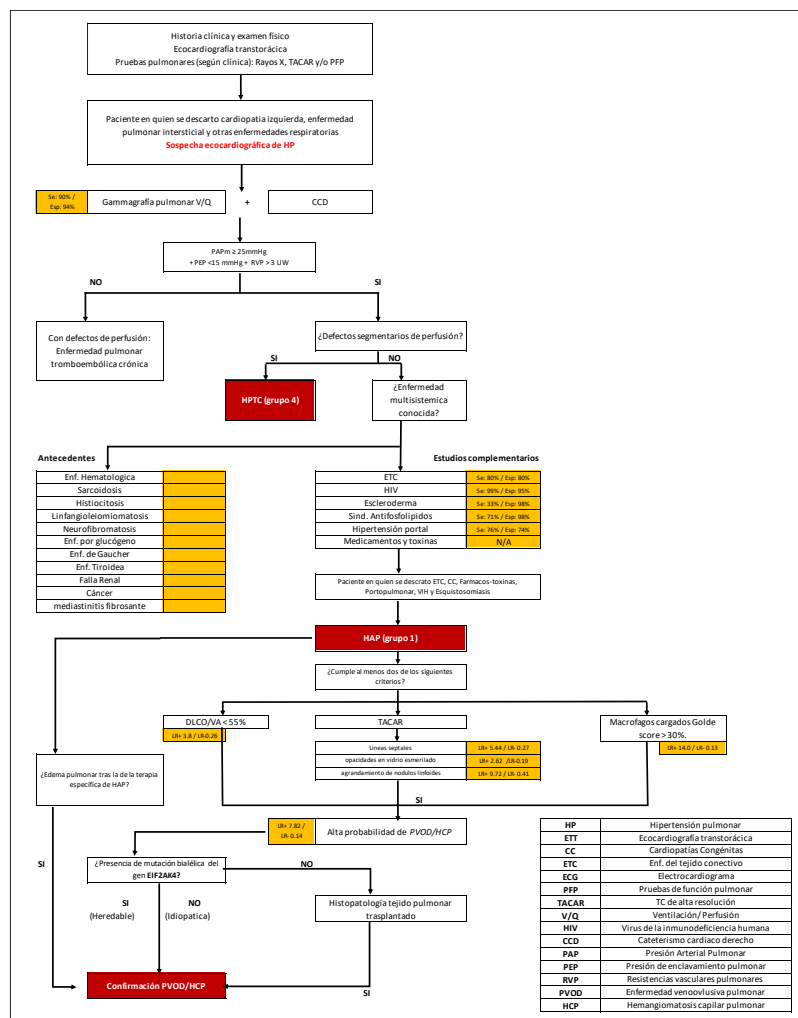 Historia clínica y examen físico
Ecocardiografía transtorácica
Pruebas pulmonares (según clínica): Rayos X, TACAR y/o PFP
Paciente en quien se descarto cardiopatia izquierda, enfermedad
pulmonar intersticial y otras enfermedades respiratorias
Sospecha ecocardiográfica de HP
Se: 90% /
Esp: 94%
Gammagrafía pulmonar V/Q
+
CCD
PAPm ≥ 25mmHg
+ PEP <15 mmHg + RVP > 3 UW
NO
SI
Con defectos de perfusión:
Enfermedad pulmonar
tromboembólica crónica
¿Defectos segmentarios de perfusión?
SI
NO
HPTC (grupo 4)
¿Enfermedad
multisistemica
conocida?
Antecedentes
Enf. Hematologica
Sarcoidosis
Histiocitosis
Linfangioleiomiomatosis
Neurofibromatosis
Enf. por glucógeno
Enf. de Gaucher
Enf. Tiroidea
Falla Renal
Cáncer
mediastinitis fibrosante
Estudios complementarios
ETC Se: 80% / Esp: 80%
HIV Se: 99% / Esp: 95%
Escleroderma Se: 33% / Esp: 98%
Sind. Antifosfolipidos Se: 71% / Esp: 98%
Hipertensión portal Se: 76% / Esp: 74%
Medicamentos y toxinas N/A
Paciente en quien se descrato ETC, CC, Farmacos-toxinas,
Portopulmonar, VIH y Esquistosomiasis
HAP (grupo 1)
¿Cumple al menos dos de los siguientes
criterios?
DLCO/VA < 55%
LR+ 3.8 / LR-0.26
TACAR
Lineas septales LR+ 5.44 / LR- 0.27
opacidades en vidrio esmerilado LR+ 2.62 /LR-0.19
agrandamiento de nodulos linfoides LR+ 9.72 / LR- 0.41
Macrofagos cargados Golde
score > 30%.
LR+ 14.0 / LR- 0.13
¿Edema pulmonar tras la de la terapia
específica de HAP?
SI
LR+ 7.82 /
LR- 0.14
Alta probabilidad de PVOD/HCP
SI
¿Presencia de mutación bialélica del
gen EIF2AK4?
NO
SI
(Heredable)
NO
(Idiopatica)
Histopatología tejido pulmonar
trasplantado
Confirmación PVOD/HCP
SI
HP Hipertensión pulmonar
ETT Ecocardiografía transtorácica
CC Cardiopatías Congénitas
ETC Enf. del tejido conectivo
ECG Electrocardiograma
PFP Pruebas de función pulmonar
TACAR TC de alta resolución
V/Q Ventilación/ Perfusión
HIV Virus de la inmunodeficiencia humana
CCD Cateterismo cardiaco derecho
PAP Presión Arterial Pulmonar
PEP Presión de enclavamiento pulmonar
RVP Resistencias vasculares pulmonares
PVOD Enfermedad venoovlusiva pulmonar
HCP Hemangiomatosis capilar pulmonar